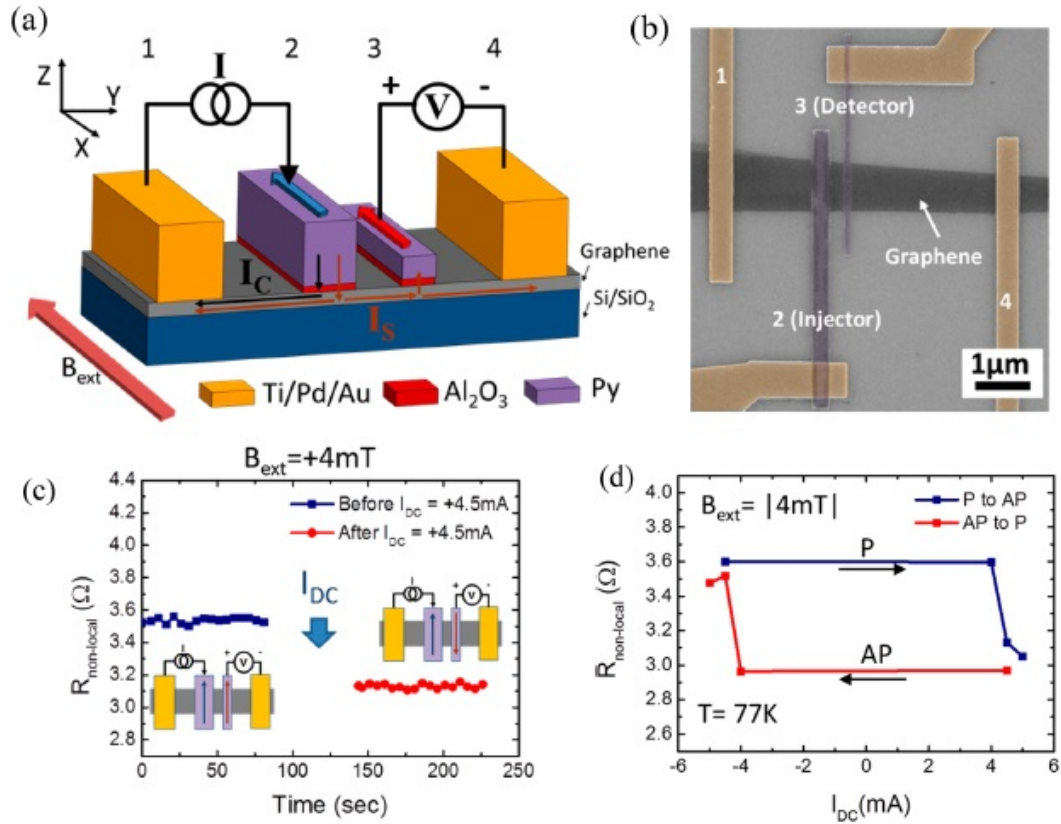 (a)
1 2 3 4
Z
Y
X
I
+ V -
I_C
I_S
Graphene
Si/SiO₂
B_ext
Ti/Pd/Au Al₂O₃ Py
(b)
1
3 (Detector)
Graphene
2 (Injector)
4
1μm
(c)
B_ext=+4mT
4.4
4.2
4.0
3.8
3.6
3.4
3.2
3.0
2.8
2.6
R_non-local (Ω)
Before I_DC = +4.5mA
After I_DC = +4.5mA
I_DC
I + V -
I + V -
0 50 100 150 200 250
Time (sec)
(d)
4.0
3.8
3.6
3.4
3.2
3.0
2.8
2.6
R_non-local (Ω)
B_ext= |4mT|
P to AP
AP to P
P
AP
T= 77K
-6 -4 -2 0 2 4 6
I_DC(mA)